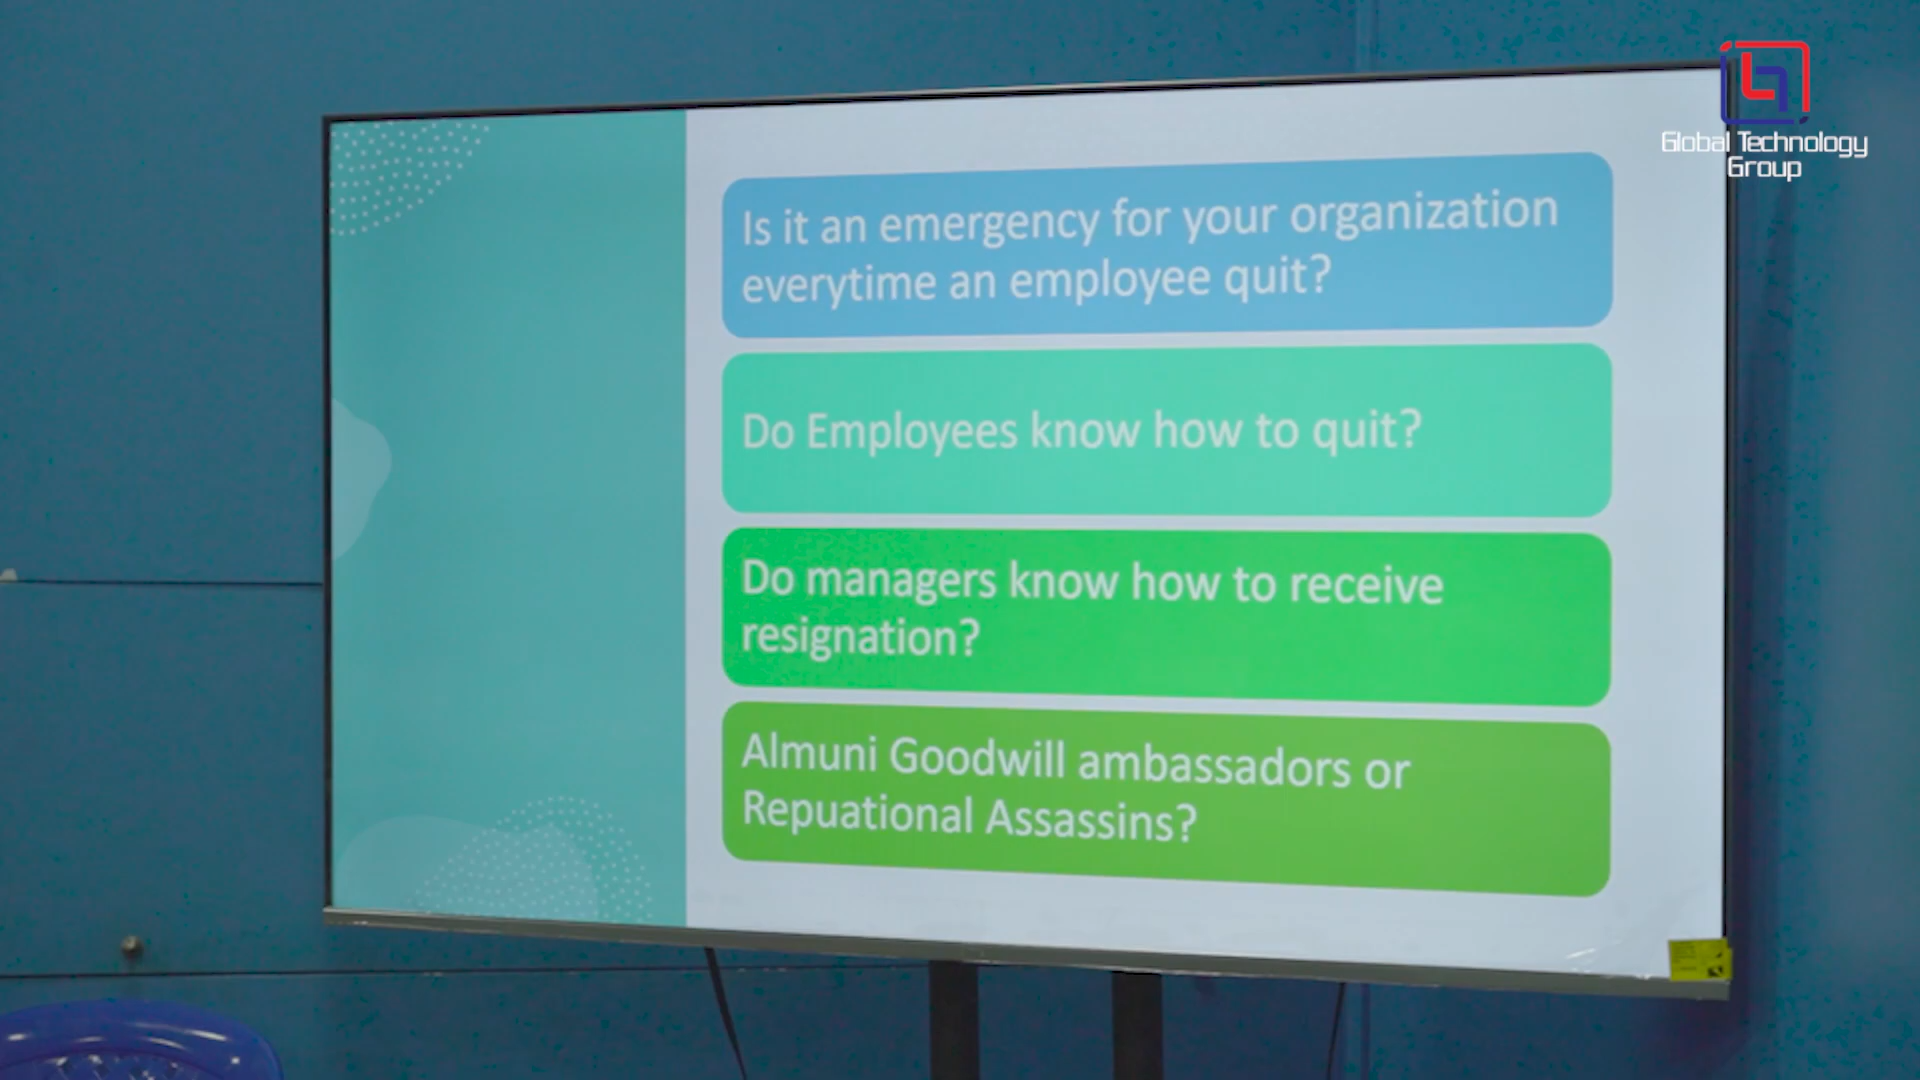 Global Technology
Group
Is it an emergency for your organization
everytime an employee quit?
Do Employees know how to quit?
Do managers know how to receive
resignation?
Almuni Goodwill ambassadors or
Repuational Assassins?